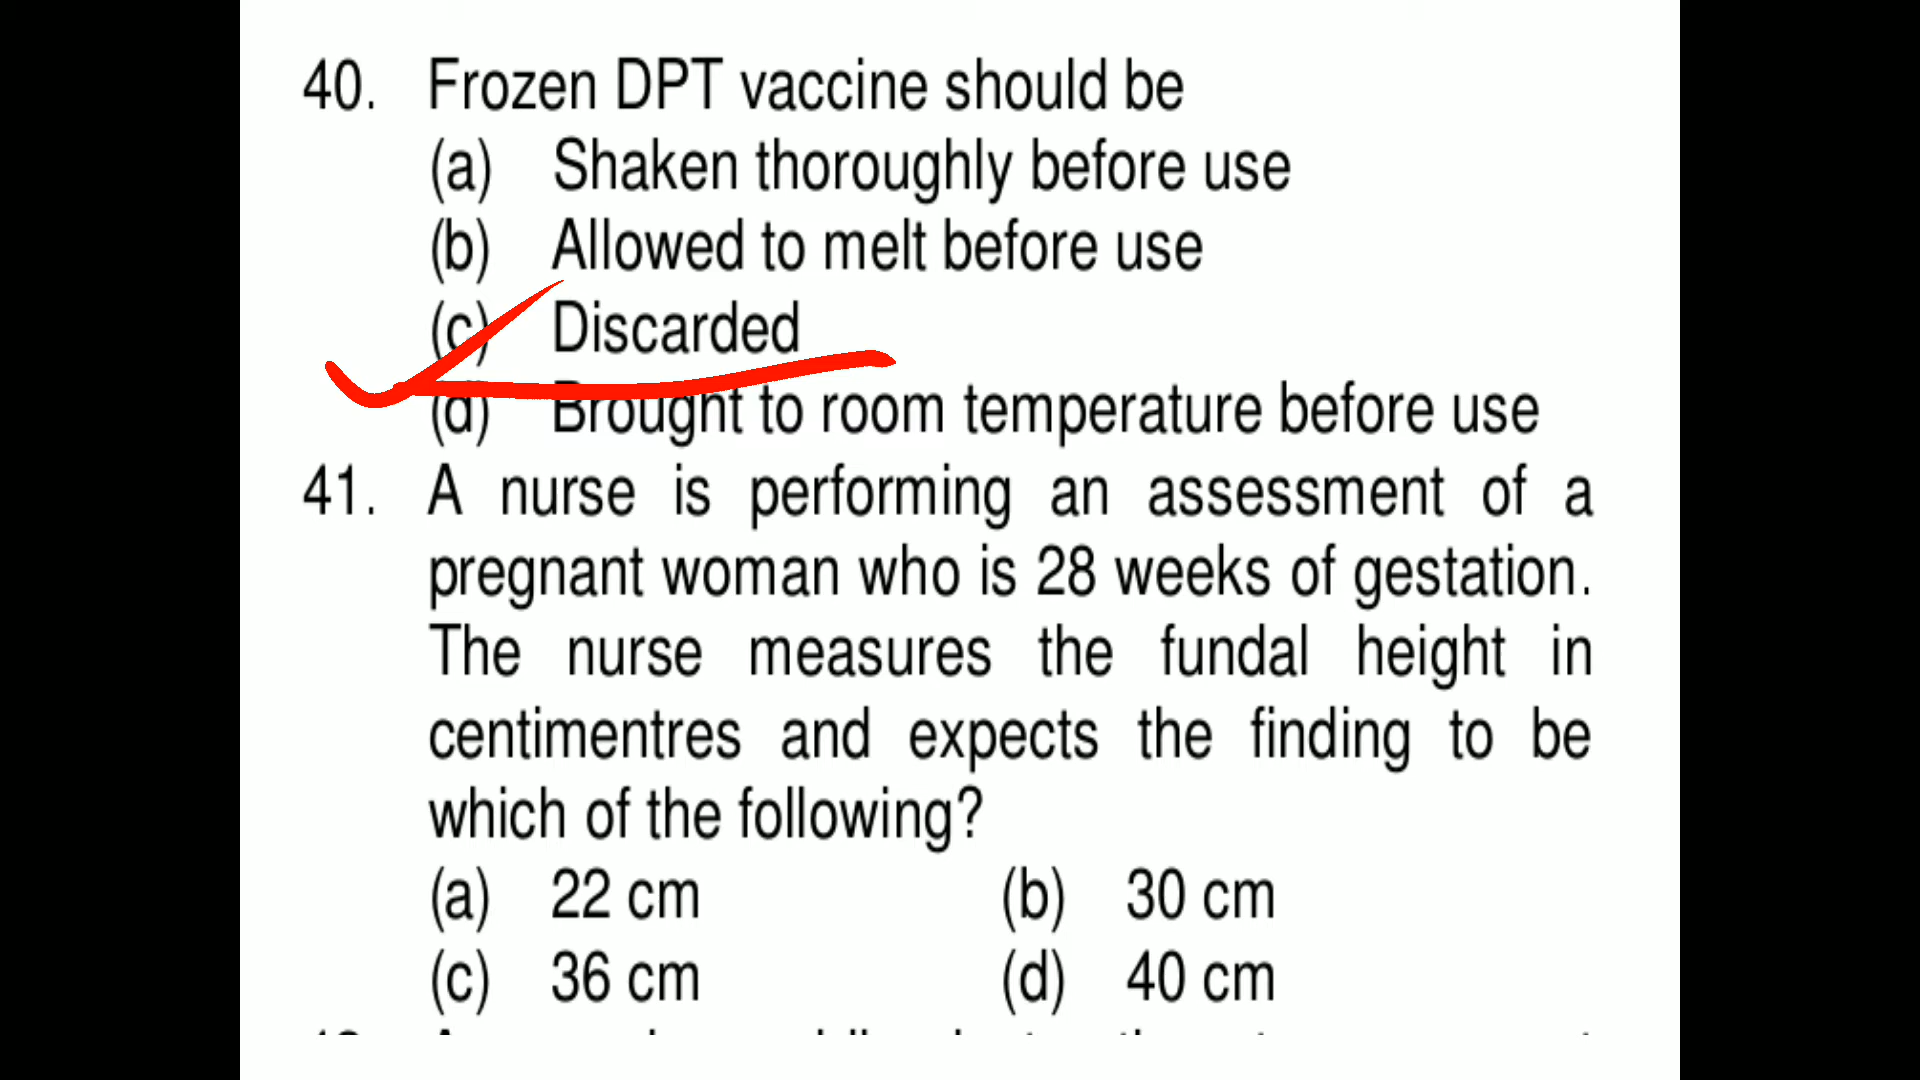 40. Frozen DPT vaccine should be
(a) Shaken thoroughly before use
(b) Allowed to melt before use
(c) Discarded
(d) Brought to room temperature before use
41. A nurse is performing an assessment of a
pregnant woman who is 28 weeks of gestation.
The nurse measures the fundal height in
centimentres and expects the finding to be
which of the following?
(a) 22 cm (b) 30 cm
(c) 36 cm (d) 40 cm